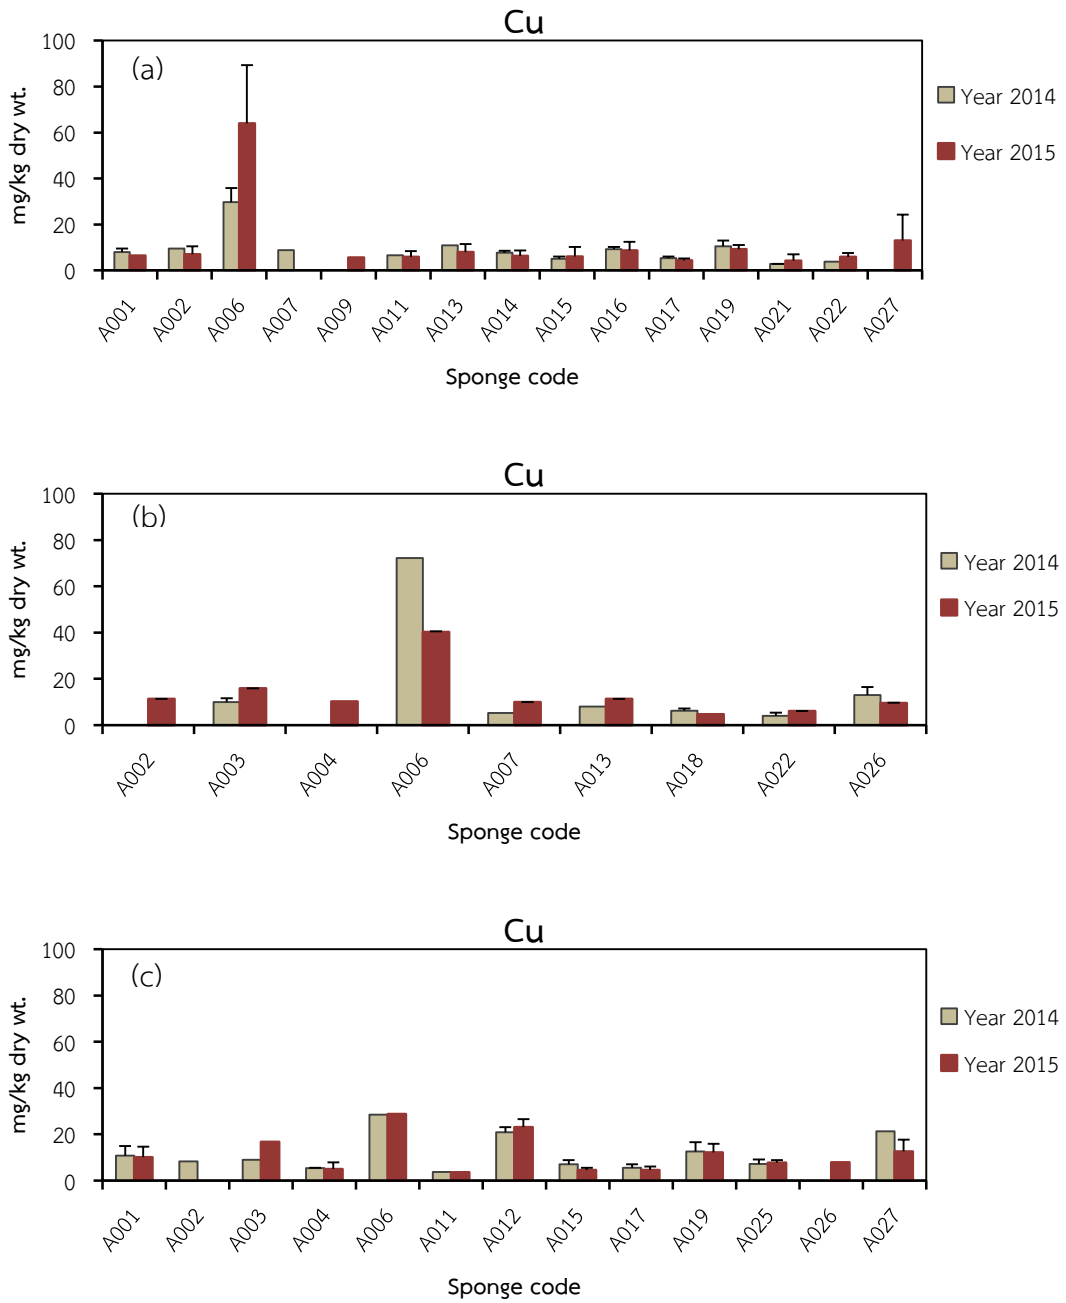 Cu
(a)
100
80
60
40
20
0
mg/kg dry wt.
Year 2014
Year 2015
A001 A002 A006 A007 A009 A011 A013 A014 A015 A016 A017 A019 A021 A022 A027
Sponge code
Cu
(b)
100
80
60
40
20
0
mg/kg dry wt.
Year 2014
Year 2015
A002 A003 A004 A006 A007 A013 A018 A022 A026
Sponge code
Cu
(c)
100
80
60
40
20
0
mg/kg dry wt.
Year 2014
Year 2015
A001 A002 A003 A004 A006 A011 A012 A015 A017 A019 A025 A026 A027
Sponge code